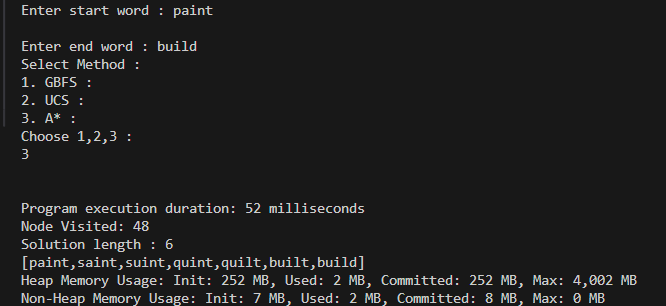 Enter start word : paint
Enter end word : build
Select Method :
1. GBFS :
2. UCS :
3. A* :
Choose 1,2,3 :
3
Program execution duration: 52 milliseconds
Node Visited: 48
Solution length : 6
[paint,saint,suint,quint,quilt,built,build]
Heap Memory Usage: Init: 252 MB, Used: 2 MB, Committed: 252 MB, Max: 4,002 MB
Non-Heap Memory Usage: Init: 7 MB, Used: 2 MB, Committed: 8 MB, Max: 0 MB